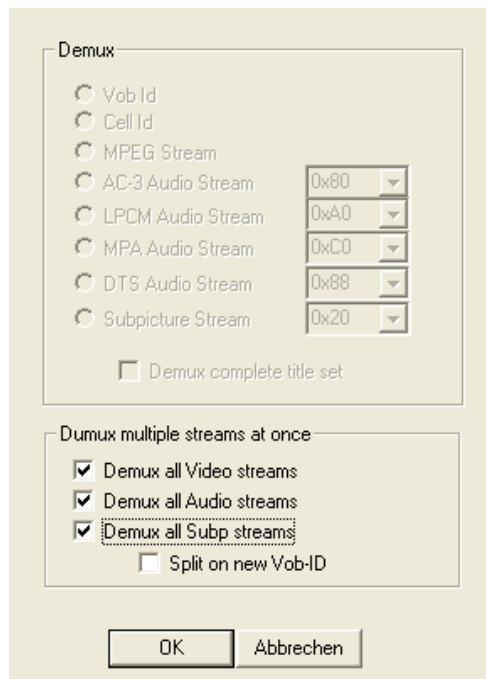 Demux
Vob Id
Cell Id
MPEG Stream
AC-3 Audio Stream 0x80
LPCM Audio Stream 0xA0
MPA Audio Stream 0xC0
DTS Audio Stream 0x88
Subpicture Stream 0x20
Demux complete title set
Dumux multiple streams at once
Demux all Video streams
Demux all Audio streams
Demux all Subp streams
Split on new Vob-ID
OK Abbrechen